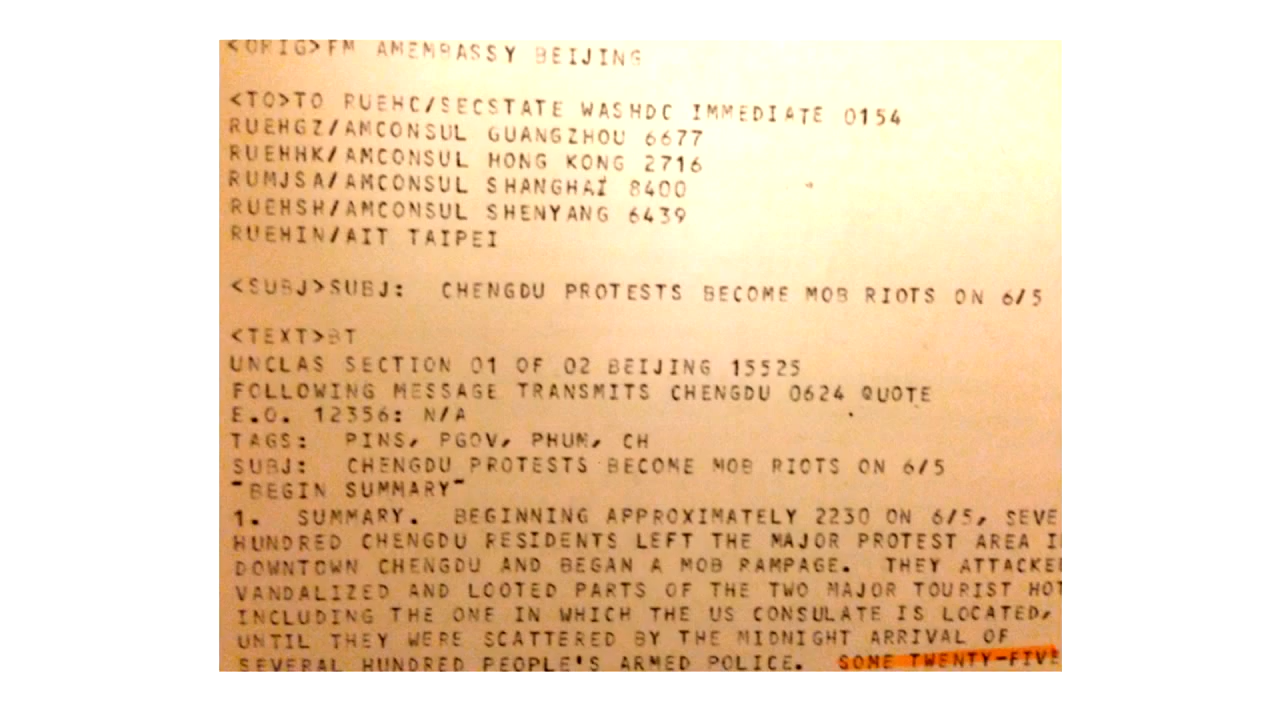 <ORIG>FM AMEMBASSY BEIJING
<TO>TO RUEHC/SECSTATE WASHDC IMMEDIATE 0154
RUEHGZ/AMCONSUL GUANGZHOU 6677
RUEHHK/AMCONSUL HONG KONG 2716
RUMJSA/AMCONSUL SHANGHAI 8400
RUEHSH/AMCONSUL SHENYANG 6439
RUEHIN/AIT TAIPEI
<SUBJ>SUBJ: CHENGDU PROTESTS BECOME MOB RIOTS ON 6/5
<TEXT>BT
UNCLAS SECTION 01 OF 02 BEIJING 15525
FOLLOWING MESSAGE TRANSMITS CHENGDU 0624 QUOTE
E.O. 12356: N/A
TAGS: PINS, PGOV, PHUM, CH
SUBJ: CHENGDU PROTESTS BECOME MOB RIOTS ON 6/5
"BEGIN SUMMARY"
1. SUMMARY. BEGINNING APPROXIMATELY 2230 ON 6/5, SEVE
HUNDRED CHENGDU RESIDENTS LEFT THE MAJOR PROTEST AREA I
DOWNTOWN CHENGDU AND BEGAN A MOB RAMPAGE. THEY ATTACKE
VANDALIZED AND LOOTED PARTS OF THE TWO MAJOR TOURIST HOT
INCLUDING THE ONE IN WHICH THE US CONSULATE IS LOCATED,
UNTIL THEY WERE SCATTERED BY THE MIDNIGHT ARRIVAL OF
SEVERAL HUNDRED PEOPLE'S ARMED POLICE. SOME TWENTY-FIVE